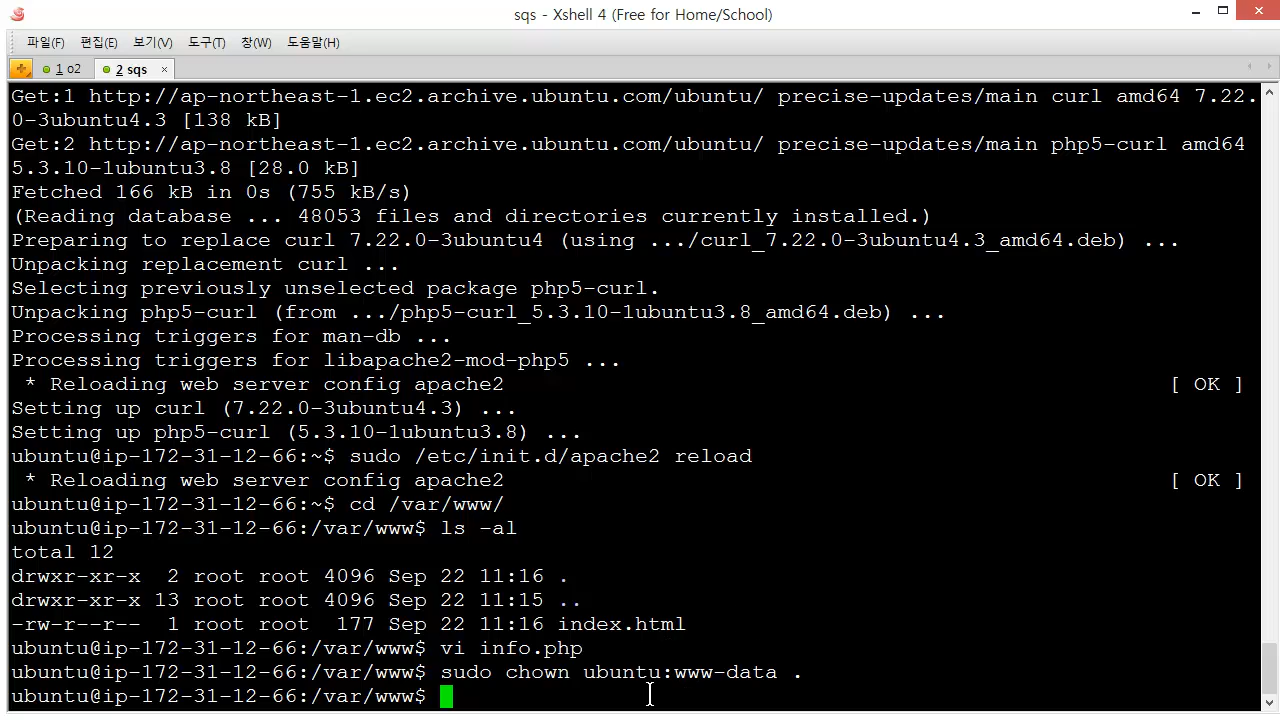 sqs - Xshell 4 (Free for Home/School)
파일(F) 편집(E) 보기(V) 도구(T) 창(W) 도움말(H)
1 o2 2 sqs
Get:1 http://ap-northeast-1.ec2.archive.ubuntu.com/ubuntu/ precise-updates/main curl amd64 7.22.
0-3ubuntu4.3 [138 kB]
Get:2 http://ap-northeast-1.ec2.archive.ubuntu.com/ubuntu/ precise-updates/main php5-curl amd64
5.3.10-1ubuntu3.8 [28.0 kB]
Fetched 166 kB in 0s (755 kB/s)
(Reading database ... 48053 files and directories currently installed.)
Preparing to replace curl 7.22.0-3ubuntu4 (using .../curl_7.22.0-3ubuntu4.3_amd64.deb) ...
Unpacking replacement curl ...
Selecting previously unselected package php5-curl.
Unpacking php5-curl (from .../php5-curl_5.3.10-1ubuntu3.8_amd64.deb) ...
Processing triggers for man-db ...
Processing triggers for libapache2-mod-php5 ...
* Reloading web server config apache2 [ OK ]
Setting up curl (7.22.0-3ubuntu4.3) ...
Setting up php5-curl (5.3.10-1ubuntu3.8) ...
ubuntu@ip-172-31-12-66:~$ sudo /etc/init.d/apache2 reload
* Reloading web server config apache2 [ OK ]
ubuntu@ip-172-31-12-66:~$ cd /var/www/
ubuntu@ip-172-31-12-66:/var/www$ ls -al
total 12
drwxr-xr-x 2 root root 4096 Sep 22 11:16 .
drwxr-xr-x 13 root root 4096 Sep 22 11:15 ..
-rw-r--r-- 1 root root 177 Sep 22 11:16 index.html
ubuntu@ip-172-31-12-66:/var/www$ vi info.php
ubuntu@ip-172-31-12-66:/var/www$ sudo chown ubuntu:www-data .
ubuntu@ip-172-31-12-66:/var/www$